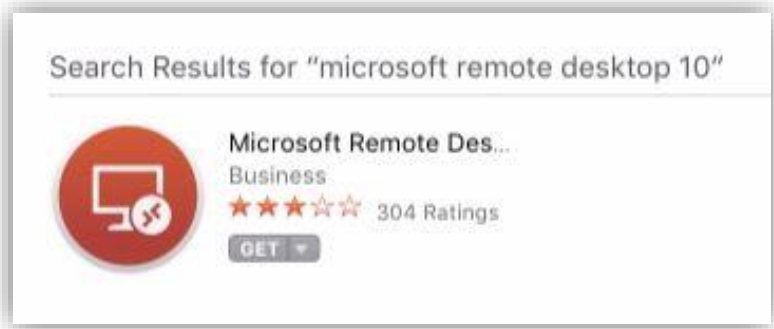 Search Results for “microsoft remote desktop 10”
Microsoft Remote Des...
Business
304 Ratings
GET